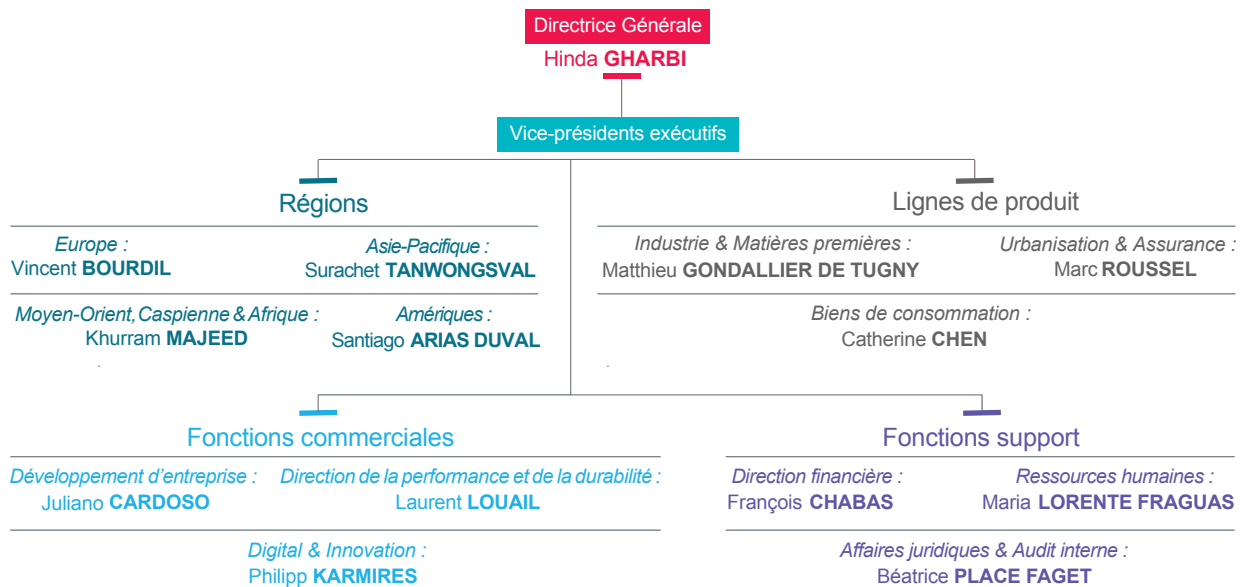 Directrice Générale
Hinda GHARBI
Vice-présidents exécutifs
Régions
Europe :
Vincent BOURDIL
Asie-Pacifique :
Surachet TANWONGSVAL
Moyen-Orient, Caspienne & Afrique :
Khurram MAJEED
Amériques :
Santiago ARIAS DUVAL
Lignes de produit
Industrie & Matières premières :
Matthieu GONDALLIER DE TUGNY
Urbanisation & Assurance :
Marc ROUSSEL
Biens de consommation :
Catherine CHEN
Fonctions commerciales
Développement d’entreprise :
Juliano CARDOSO
Direction de la performance et de la durabilité :
Laurent LOUAIL
Digital & Innovation :
Philipp KARMIRES
Fonctions support
Direction financière :
François CHABAS
Ressources humaines :
Maria LORENTE FRAGUAS
Affaires juridiques & Audit interne :
Béatrice PLACE FAGET